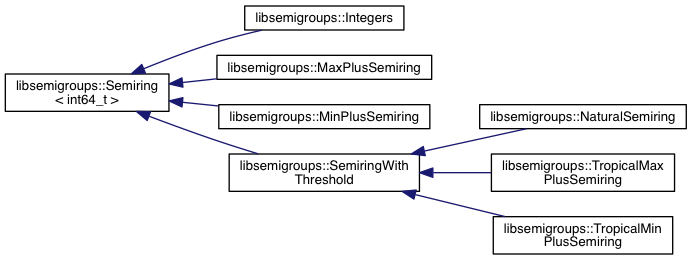 libsemigroups::Integers
libsemigroups::MaxPlusSemiring
libsemigroups::Semiring
< int64_t >
libsemigroups::MinPlusSemiring
libsemigroups::NaturalSemiring
libsemigroups::SemiringWith
Threshold
libsemigroups::TropicalMax
PlusSemiring
libsemigroups::TropicalMin
PlusSemiring